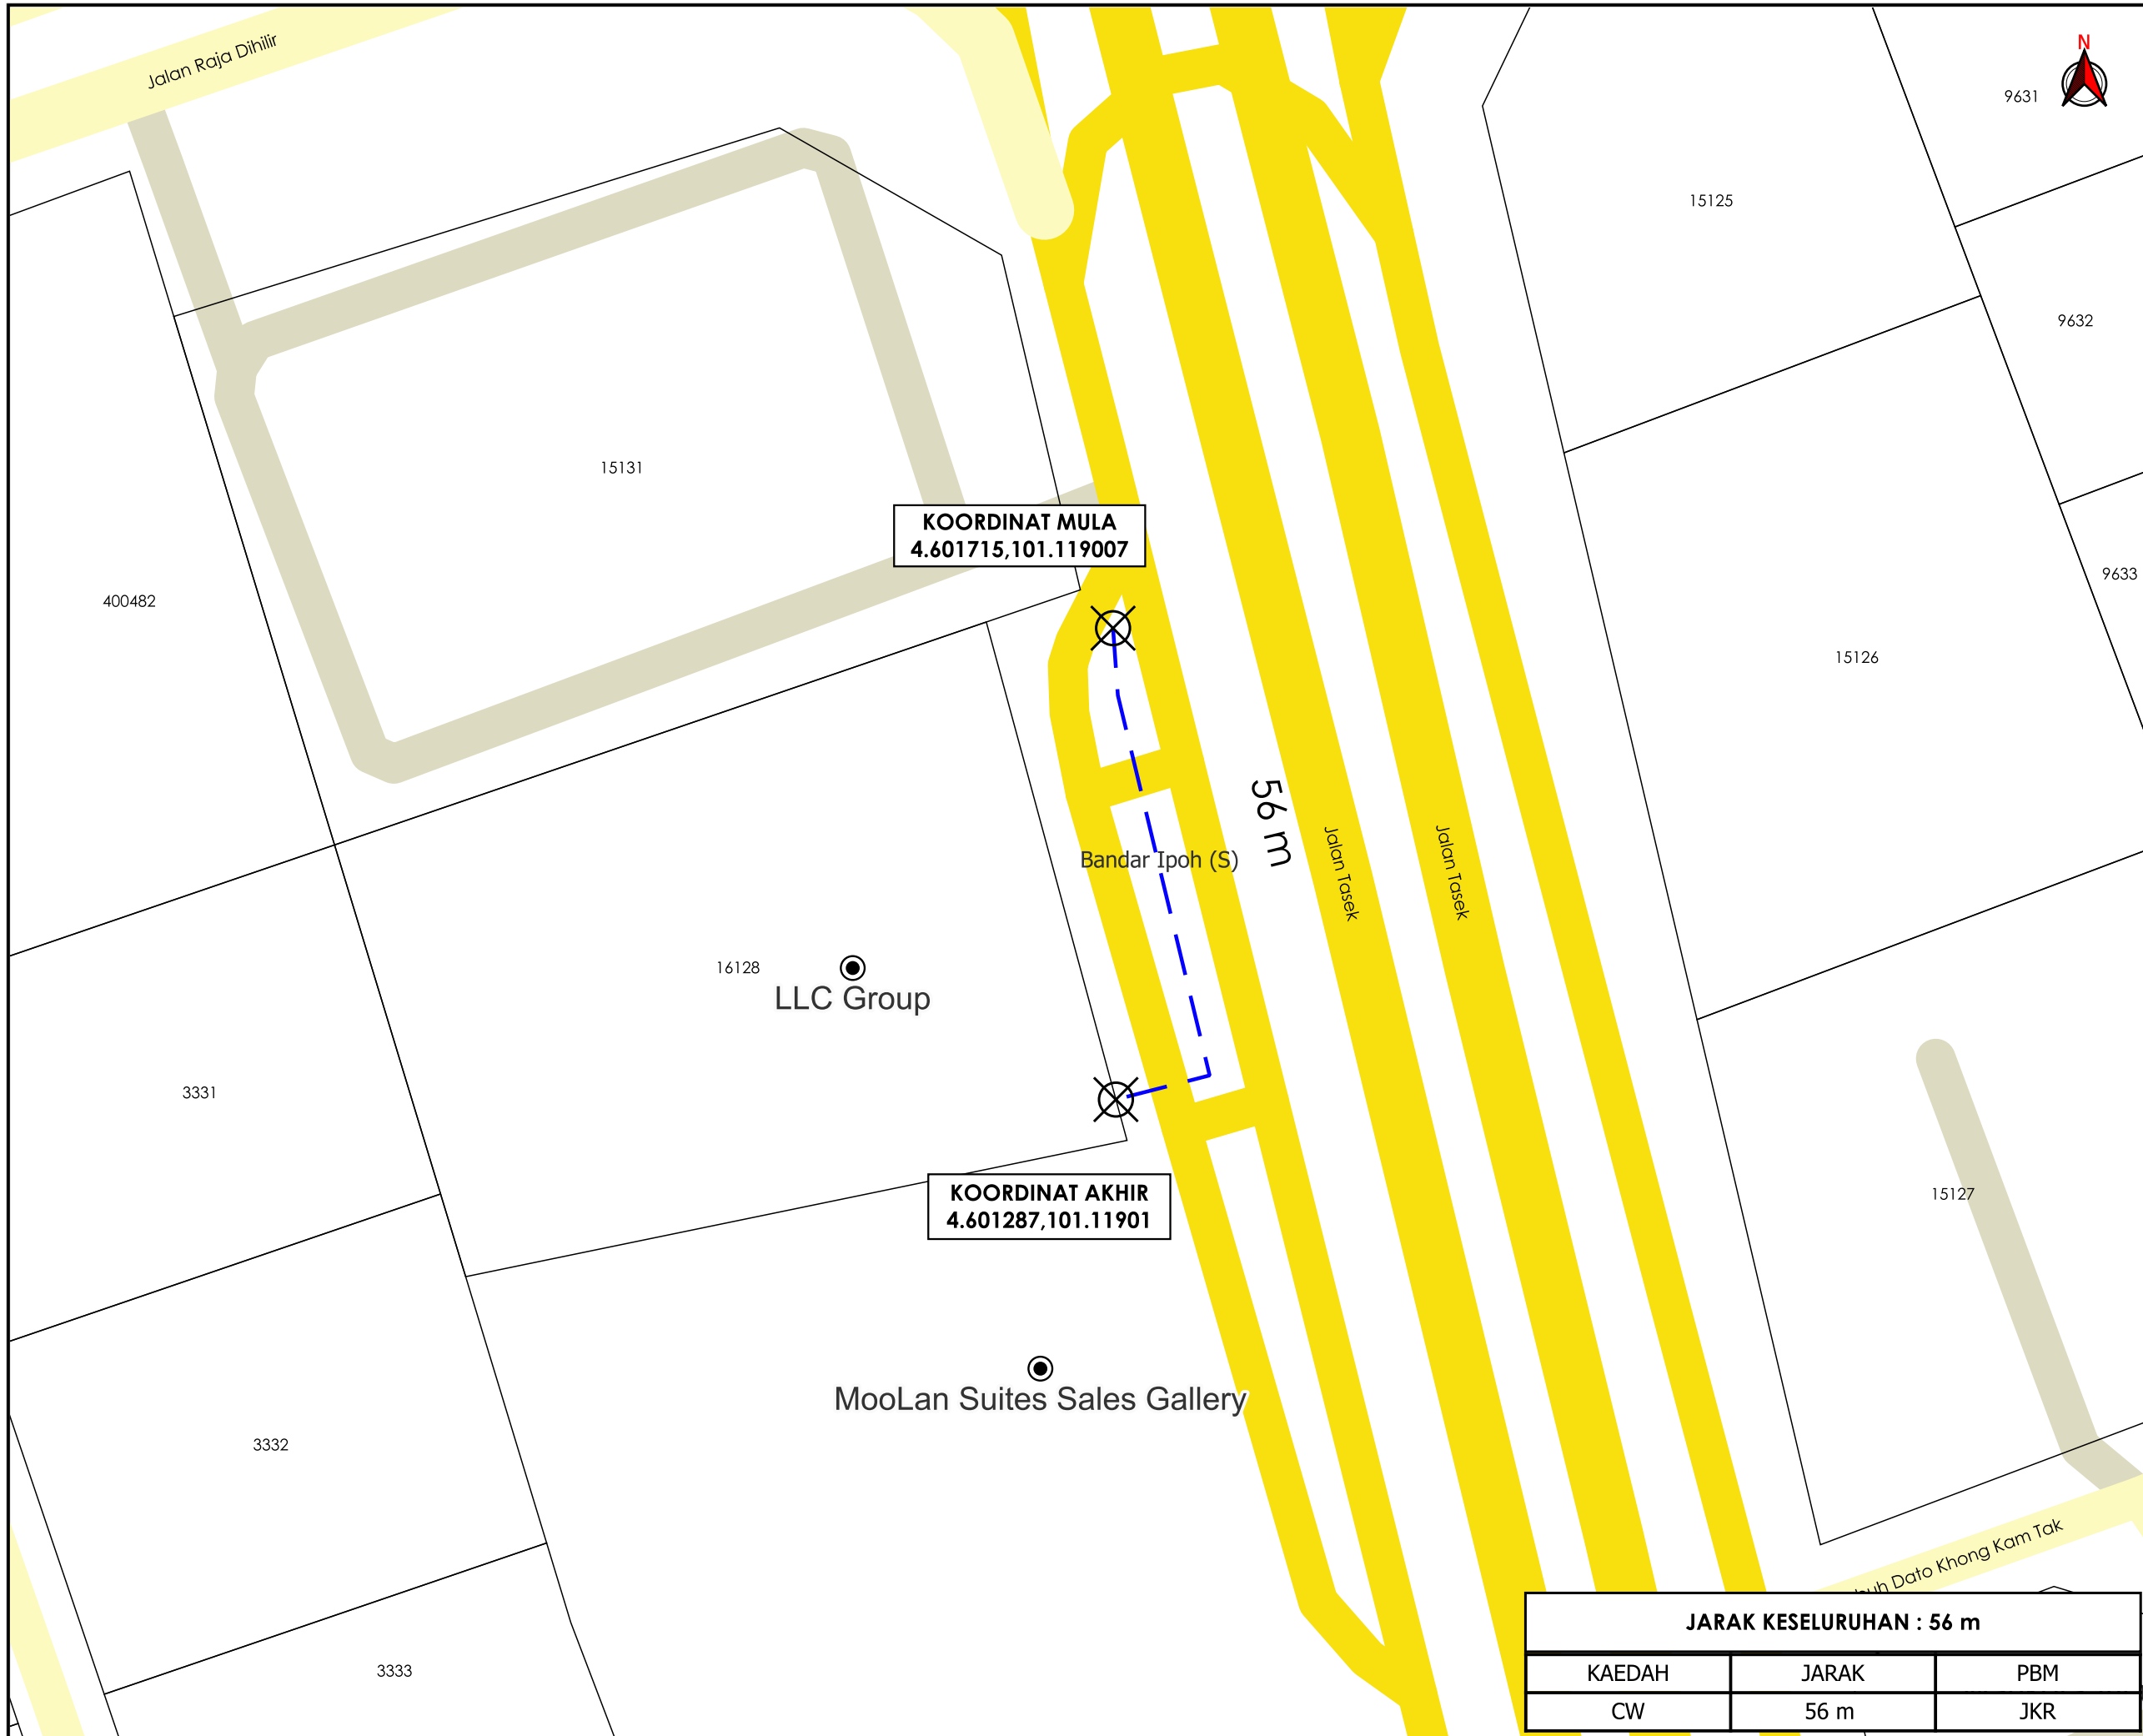 N
Jalan Raja Dihilir
9631
15125
9632
15131
KOORDINAT MULA
4.601715,101.119007
9633
400482
15126
56 m
Jalan Tasek
Jalan Tasek
Bandar Ipoh (S)
16128
LLC Group
3331
15127
KOORDINAT AKHIR
4.601287,101.11901
MooLan Suites Sales Gallery
3332
Dato Khong Kam Tak
JARAK KESELURUHAN : 56 m
3333
KAEDAH JARAK PBM
CW 56 m JKR